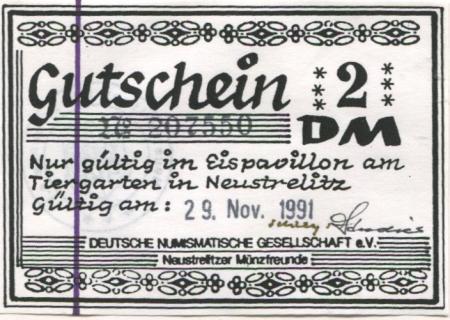 Gutschein *** 2 ***
№ 207550 DM
Nur gültig im Eispavillon am
Tiergarten in Neustrelitz
Gültig am: 29. Nov. 1991
DEUTSCHE NUMISMATISCHE GESELLSCHAFT e.V.
Neustrelitzer Münzfreunde